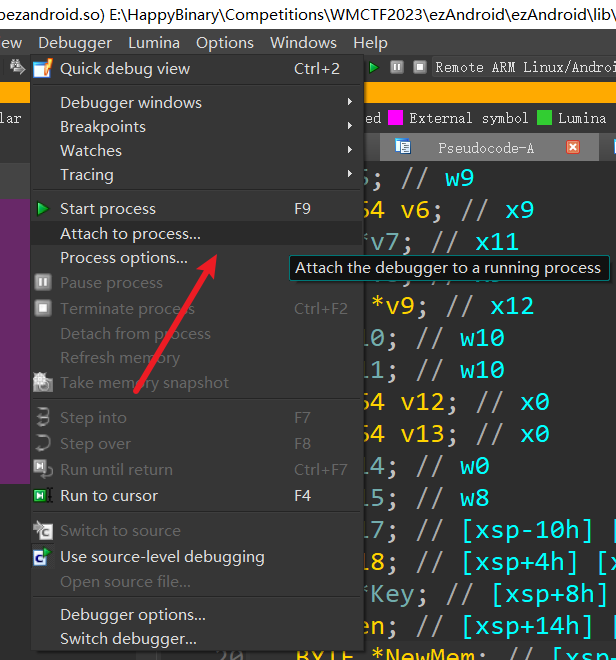 bezandroid.so) E:\HappyBinary\Competitions\WMCTF2023\ezAndroid\ezAndroid\lib\
ew Debugger Lumina Options Windows Help
Quick debug view Ctrl+2
Remote ARM Linux/Androi
Debugger windows
Breakpoints
Watches
Tracing
lar
ed External symbol Lumina
Pseudocode-A
Start process F9
Attach to process...
Process options...
Pause process
Terminate process Ctrl+F2
Detach from process
Refresh memory
Take memory snapshot
Step into F7
Step over F8
Run until return Ctrl+F7
Run to cursor F4
Switch to source
Use source-level debugging
Open source file...
Debugger options...
Switch debugger...
Attach the debugger to a running process
5; // w9
54 v6; // x9
*v7; // x11
*v9; // x12
10; // w10
11; // w10
54 v12; // x0
54 v13; // x0
14; // w0
15; // w8
17; // [xsp-10h] [
18; // [xsp+4h] [x
*Key; // [xsp+8h]
en; // [xsp+14h] [
20 BYTE *NewMem; // [xsp-